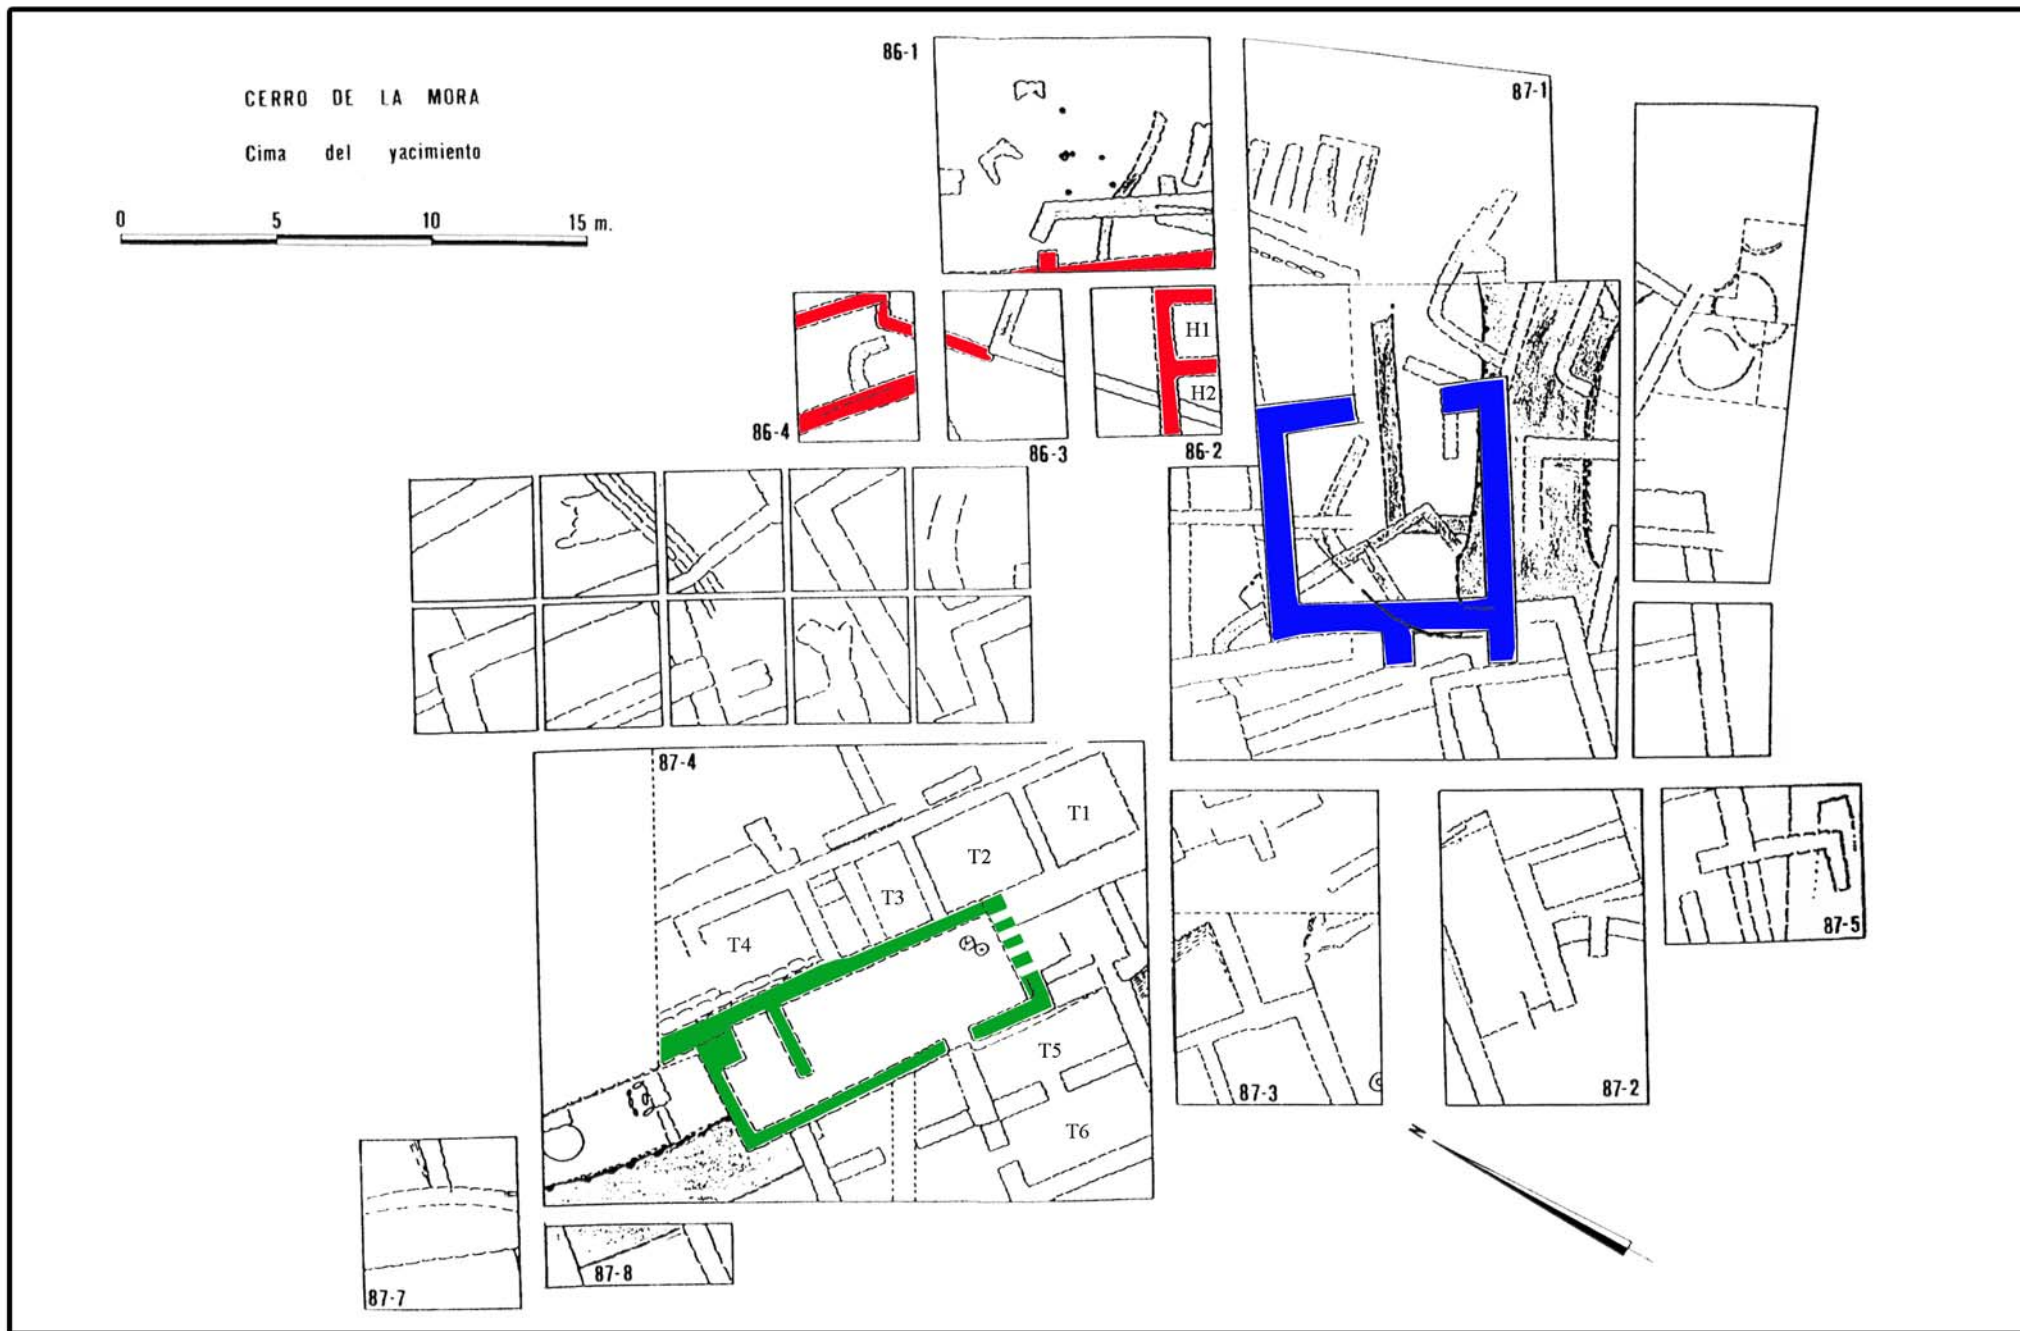 CERRO DE LA MORA
Cima del yacimiento
0 5 10 15 m.
86-1
87-1
H1
H2
86-4
86-3
86-2
87-4
T1
T2
T3
T4
T5
T6
87-5
87-3
87-2
N
87-7
87-8